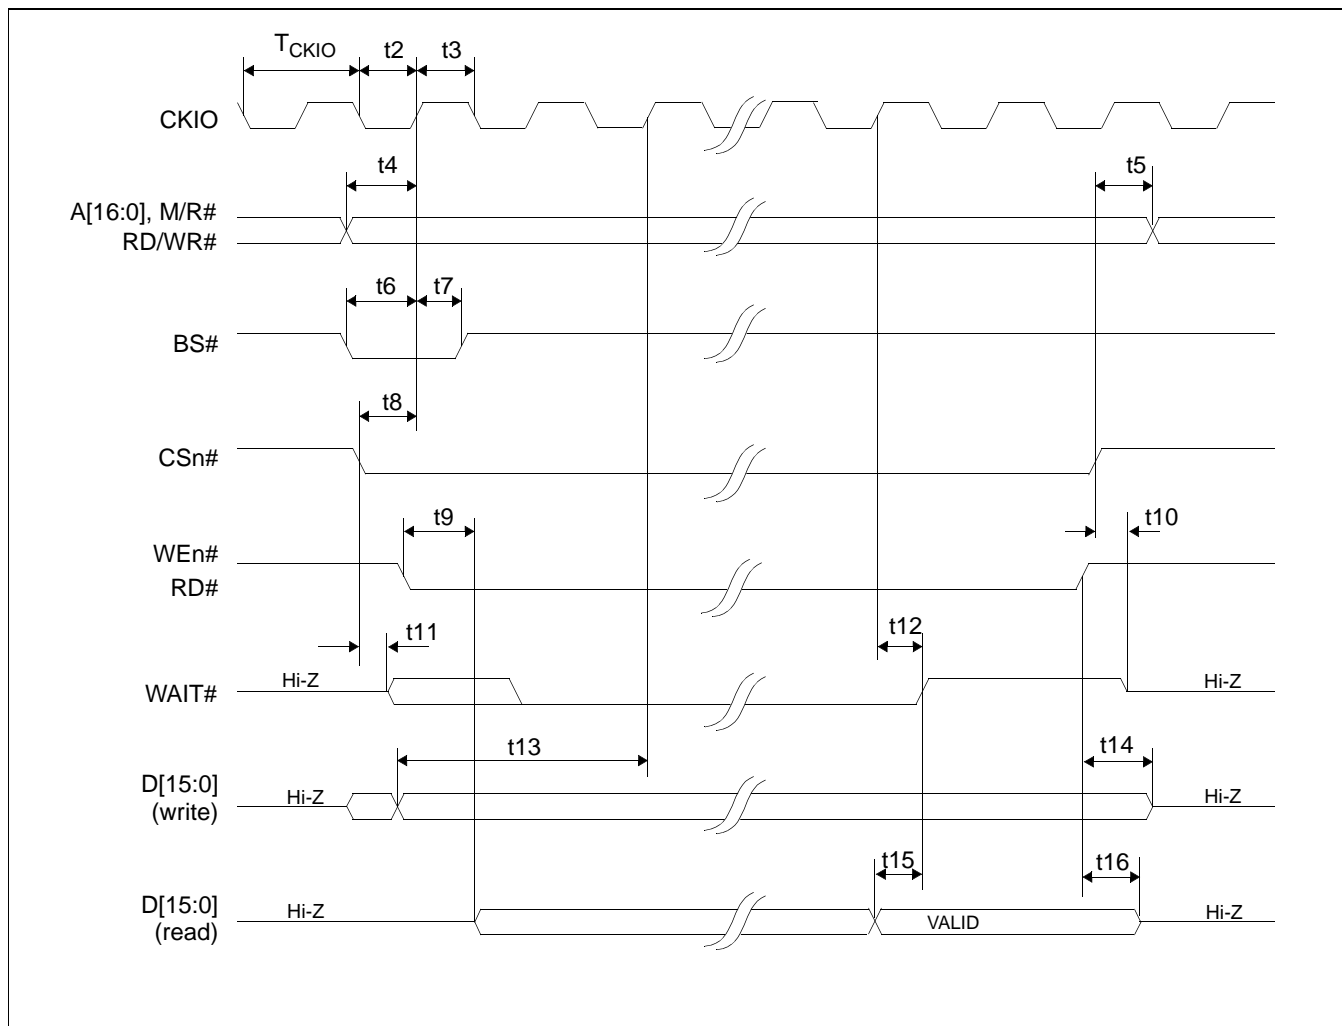 TCKIO
t2
t3
CKIO
t4
t5
A[16:0], M/R#
RD/WR#
t6
t7
BS#
t8
CSn#
t9
t10
WEn#
RD#
t11
t12
WAIT#
Hi-Z
Hi-Z
t13
t14
D[15:0]
(write)
Hi-Z
Hi-Z
t15
t16
D[15:0]
(read)
Hi-Z
VALID
Hi-Z